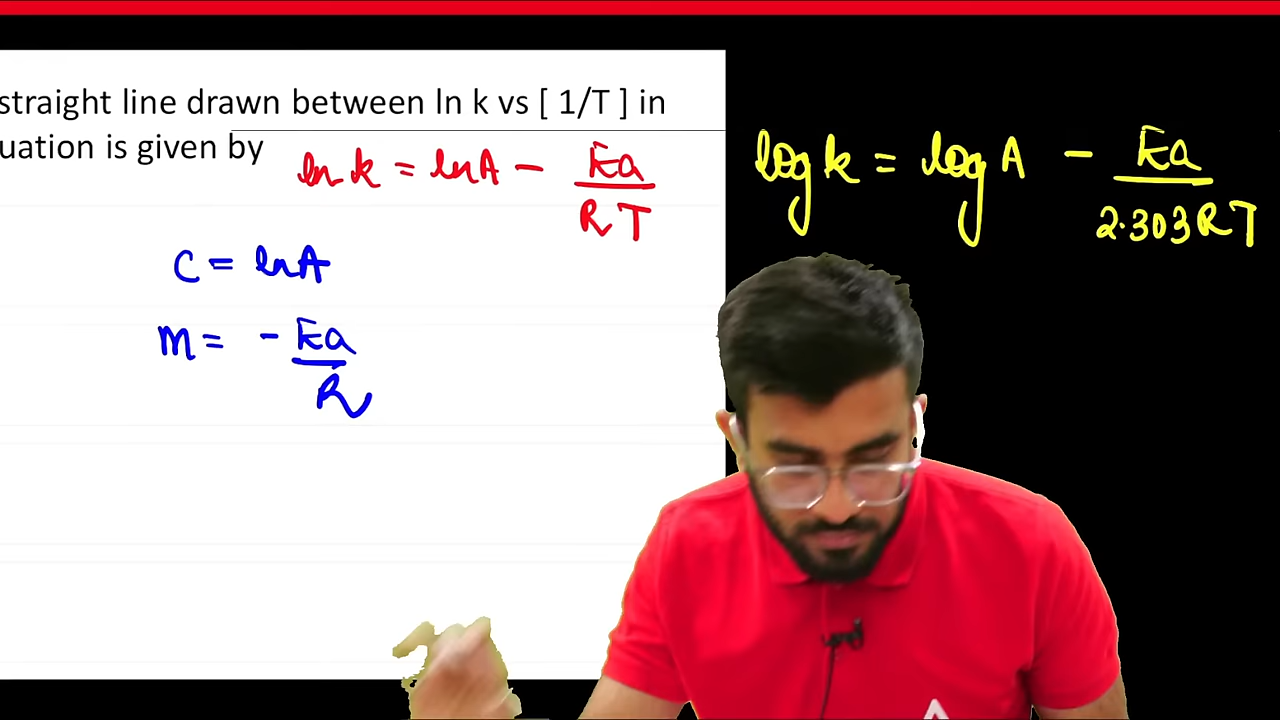 straight line drawn between ln k vs [ 1/T ] in
uation is given by
ln k = ln A - Ea / RT
log k = log A - Ea / 2.303RT
C = ln A
m = - Ea / R